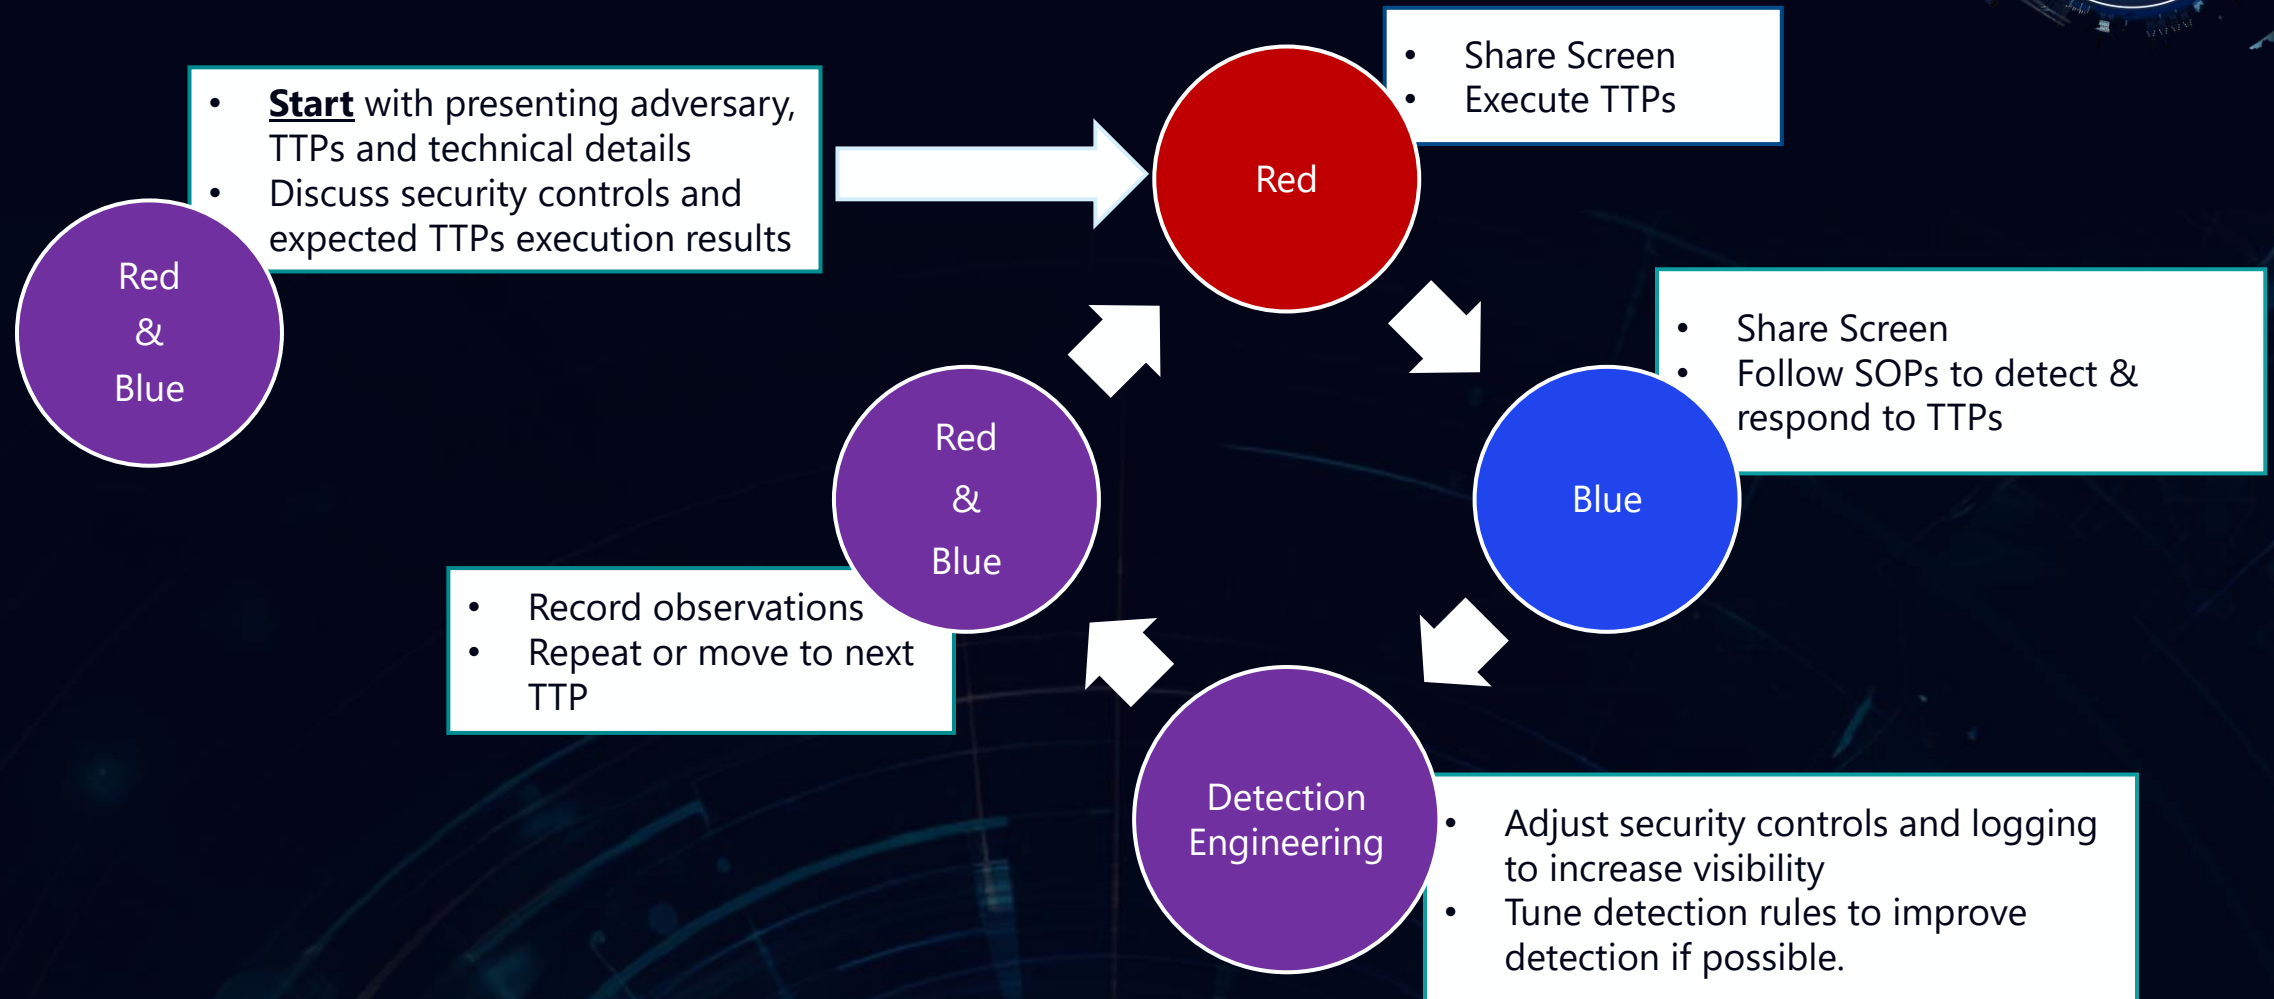 • Start with presenting adversary,
TTPs and technical details
• Discuss security controls and
expected TTPs execution results
Red
&
Blue
Red
• Share Screen
• Execute TTPs
Blue
• Share Screen
• Follow SOPs to detect &
respond to TTPs
Detection
Engineering
• Adjust security controls and logging
to increase visibility
• Tune detection rules to improve
detection if possible.
Red
&
Blue
• Record observations
• Repeat or move to next
TTP